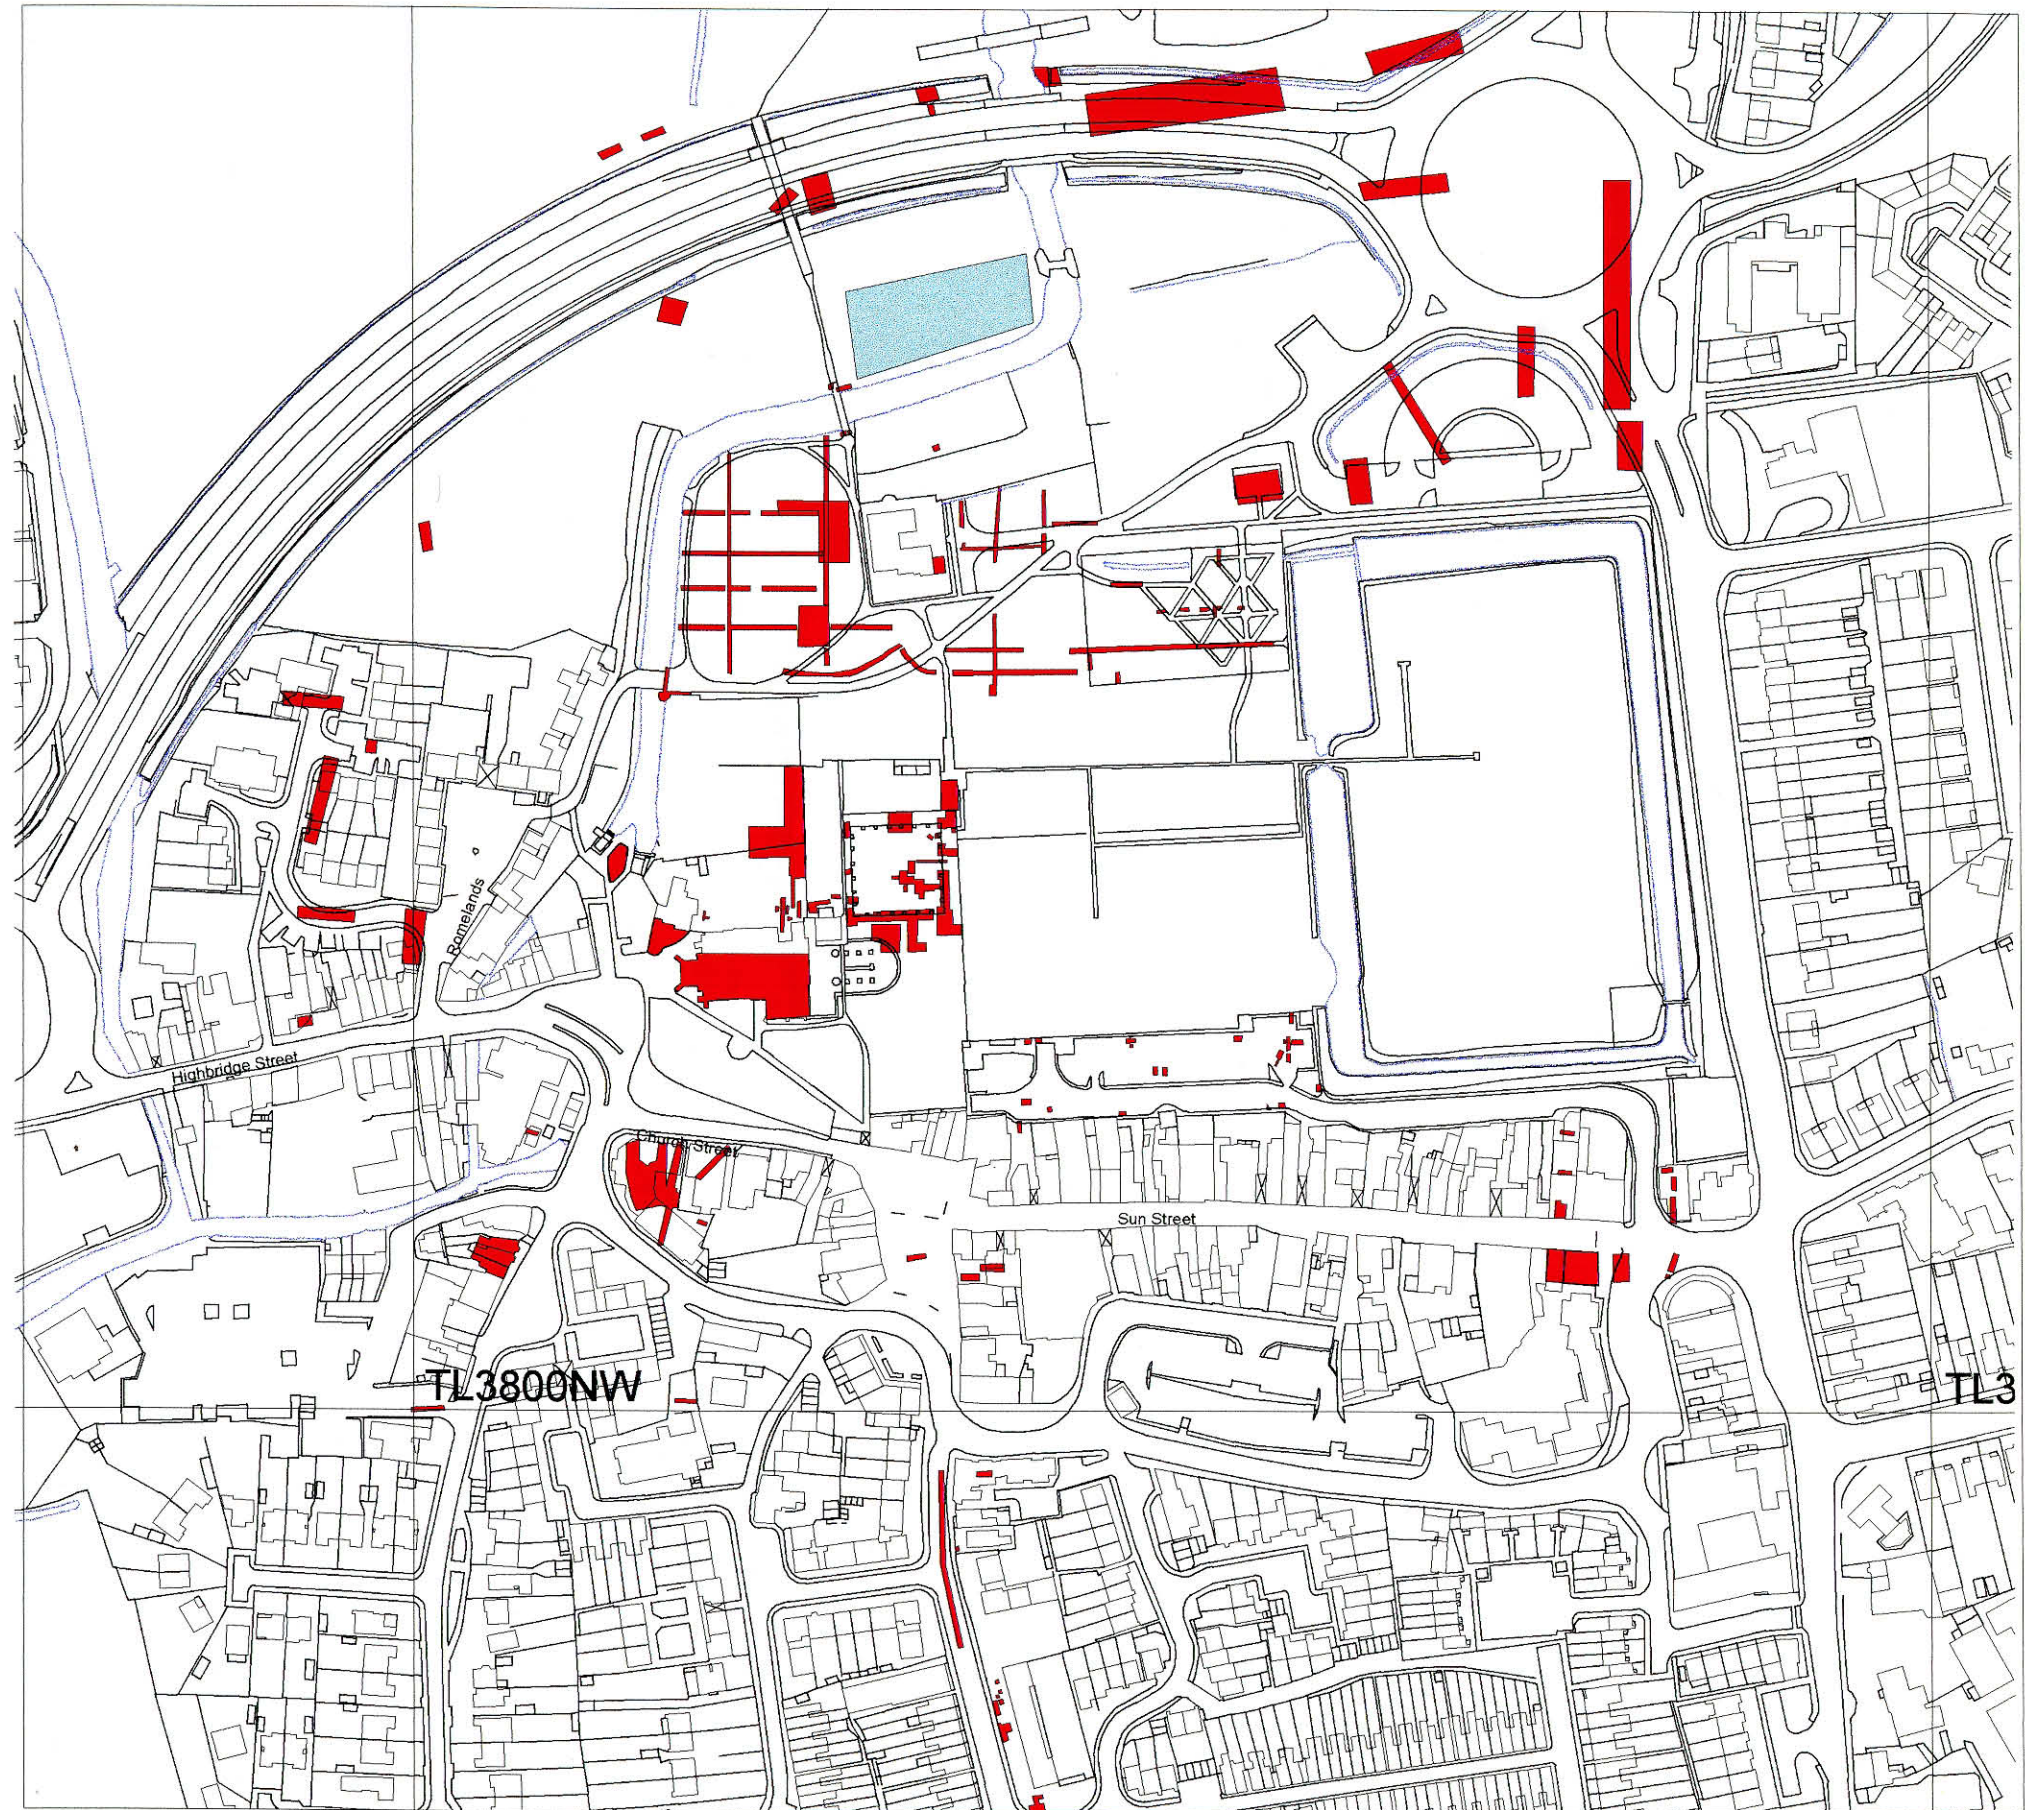 Romelands
Highbridge Street
Church Street
Sun Street
TL3800NW
TL3